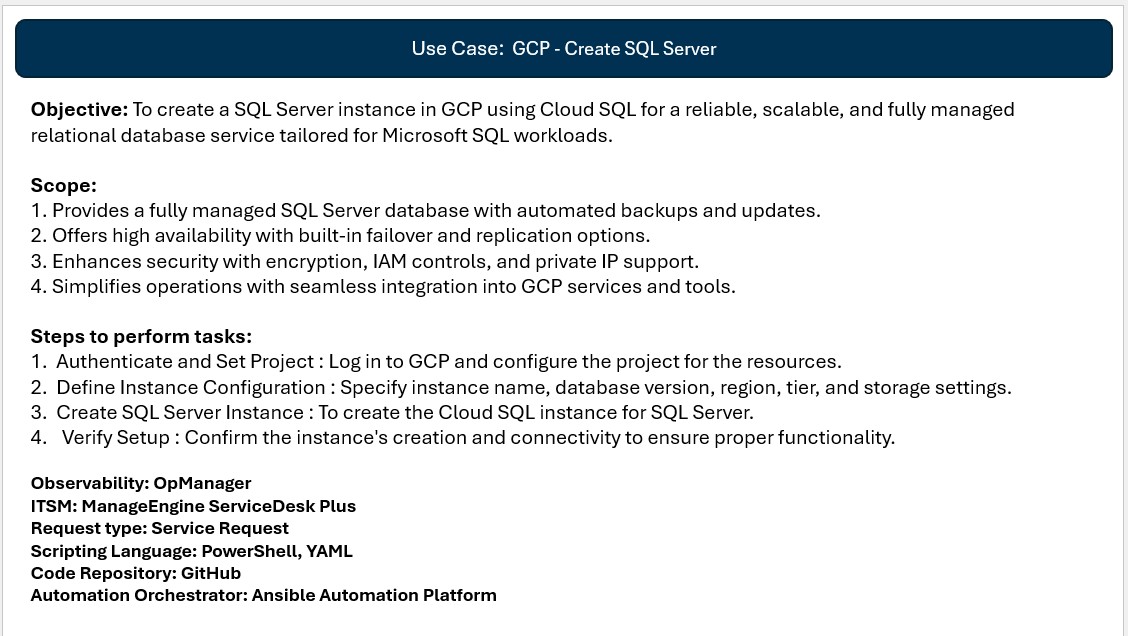 Use Case: GCP - Create SQL Server
Objective: To create a SQL Server instance in GCP using Cloud SQL for a reliable, scalable, and fully managed
relational database service tailored for Microsoft SQL workloads.
Scope:
1. Provides a fully managed SQL Server database with automated backups and updates.
2. Offers high availability with built-in failover and replication options.
3. Enhances security with encryption, IAM controls, and private IP support.
4. Simplifies operations with seamless integration into GCP services and tools.
Steps to perform tasks:
1. Authenticate and Set Project : Log in to GCP and configure the project for the resources.
2. Define Instance Configuration : Specify instance name, database version, region, tier, and storage settings.
3. Create SQL Server Instance : To create the Cloud SQL instance for SQL Server.
4. Verify Setup : Confirm the instance's creation and connectivity to ensure proper functionality.
Observability: OpManager
ITSM: ManageEngine ServiceDesk Plus
Request type: Service Request
Scripting Language: PowerShell, YAML
Code Repository: GitHub
Automation Orchestrator: Ansible Automation Platform